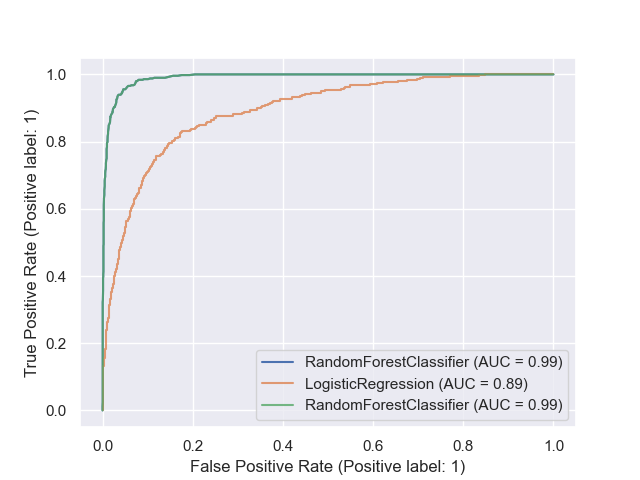 1.0
0.8
0.6
0.4
0.2
0.0
True Positive Rate (Positive label: 1)
RandomForestClassifier (AUC = 0.99)
LogisticRegression (AUC = 0.89)
RandomForestClassifier (AUC = 0.99)
0.0 0.2 0.4 0.6 0.8 1.0
False Positive Rate (Positive label: 1)